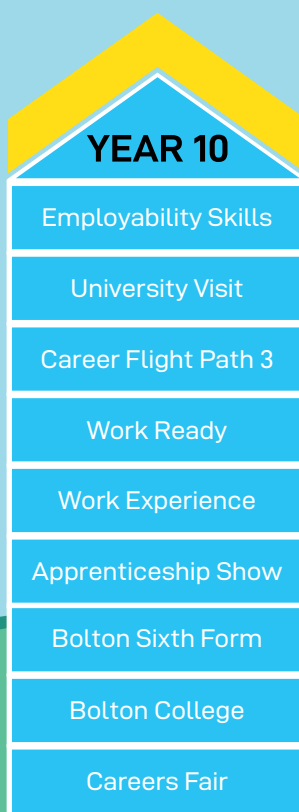 YEAR 10
Employability Skills
University Visit
Career Flight Path 3
Work Ready
Work Experience
Apprenticeship Show
Bolton Sixth Form
Bolton College
Careers Fair